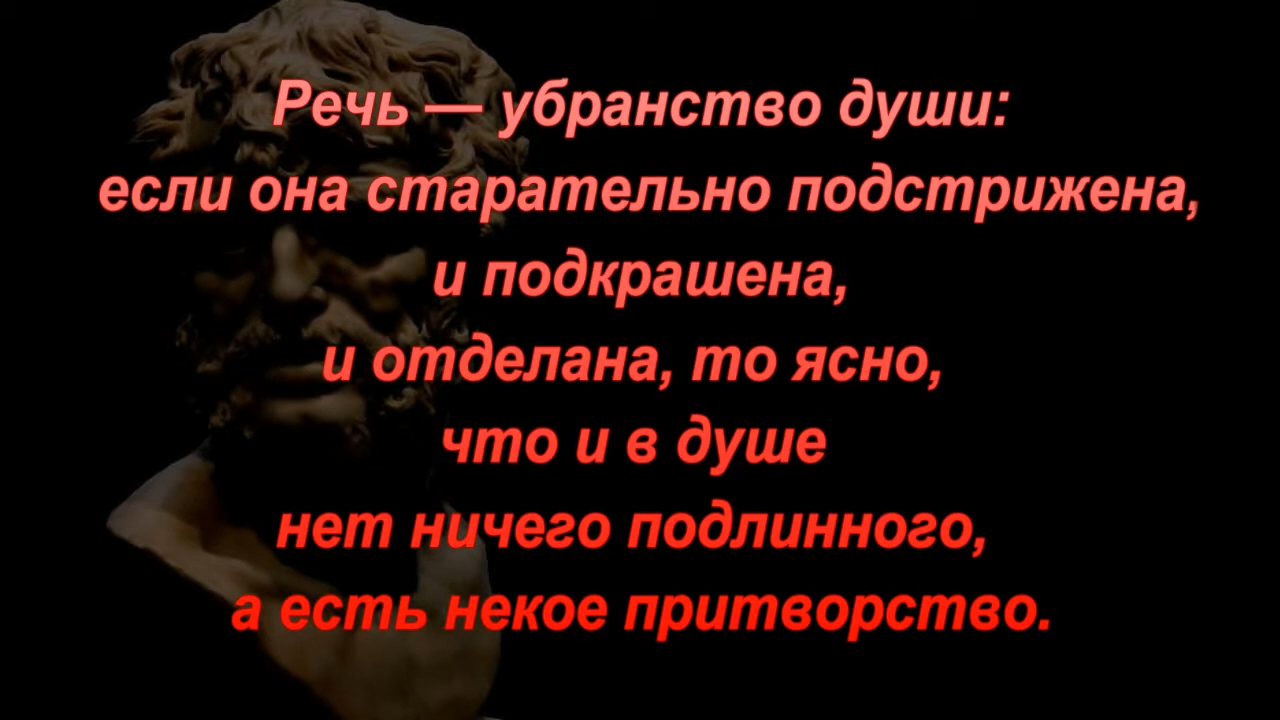 Речь — убранство души:
если она старательно подстрижена,
и подкрашена,
и отделана, то ясно,
что и в душе
нет ничего подлинного,
а есть некое притворство.